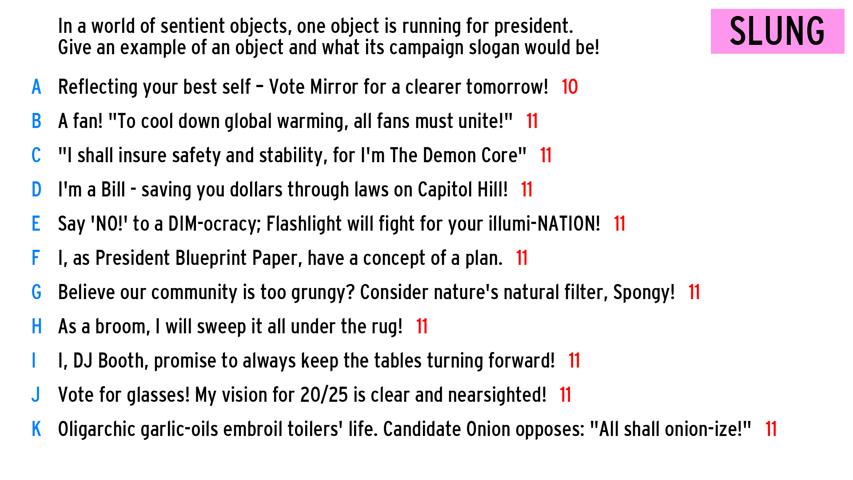 In a world of sentient objects, one object is running for president.
Give an example of an object and what its campaign slogan would be!
SLUNG
A Reflecting your best self – Vote Mirror for a clearer tomorrow! 10
B A fan! "To cool down global warming, all fans must unite!" 11
C "I shall insure safety and stability, for I'm The Demon Core" 11
D I'm a Bill - saving you dollars through laws on Capitol Hill! 11
E Say 'NO!' to a DIM-ocracy; Flashlight will fight for your illumi-NATION! 11
F I, as President Blueprint Paper, have a concept of a plan. 11
G Believe our community is too grungy? Consider nature's natural filter, Spongy! 11
H As a broom, I will sweep it all under the rug! 11
I I, DJ Booth, promise to always keep the tables turning forward! 11
J Vote for glasses! My vision for 20/25 is clear and nearsighted! 11
K Oligarchic garlic-oils embroil toilers' life. Candidate Onion opposes: "All shall onion-ize!" 11